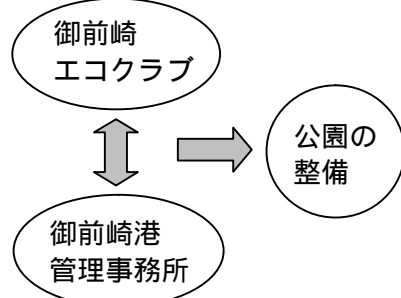 御前崎
エコクラブ
公園の
整備
御前崎港
管理事務所